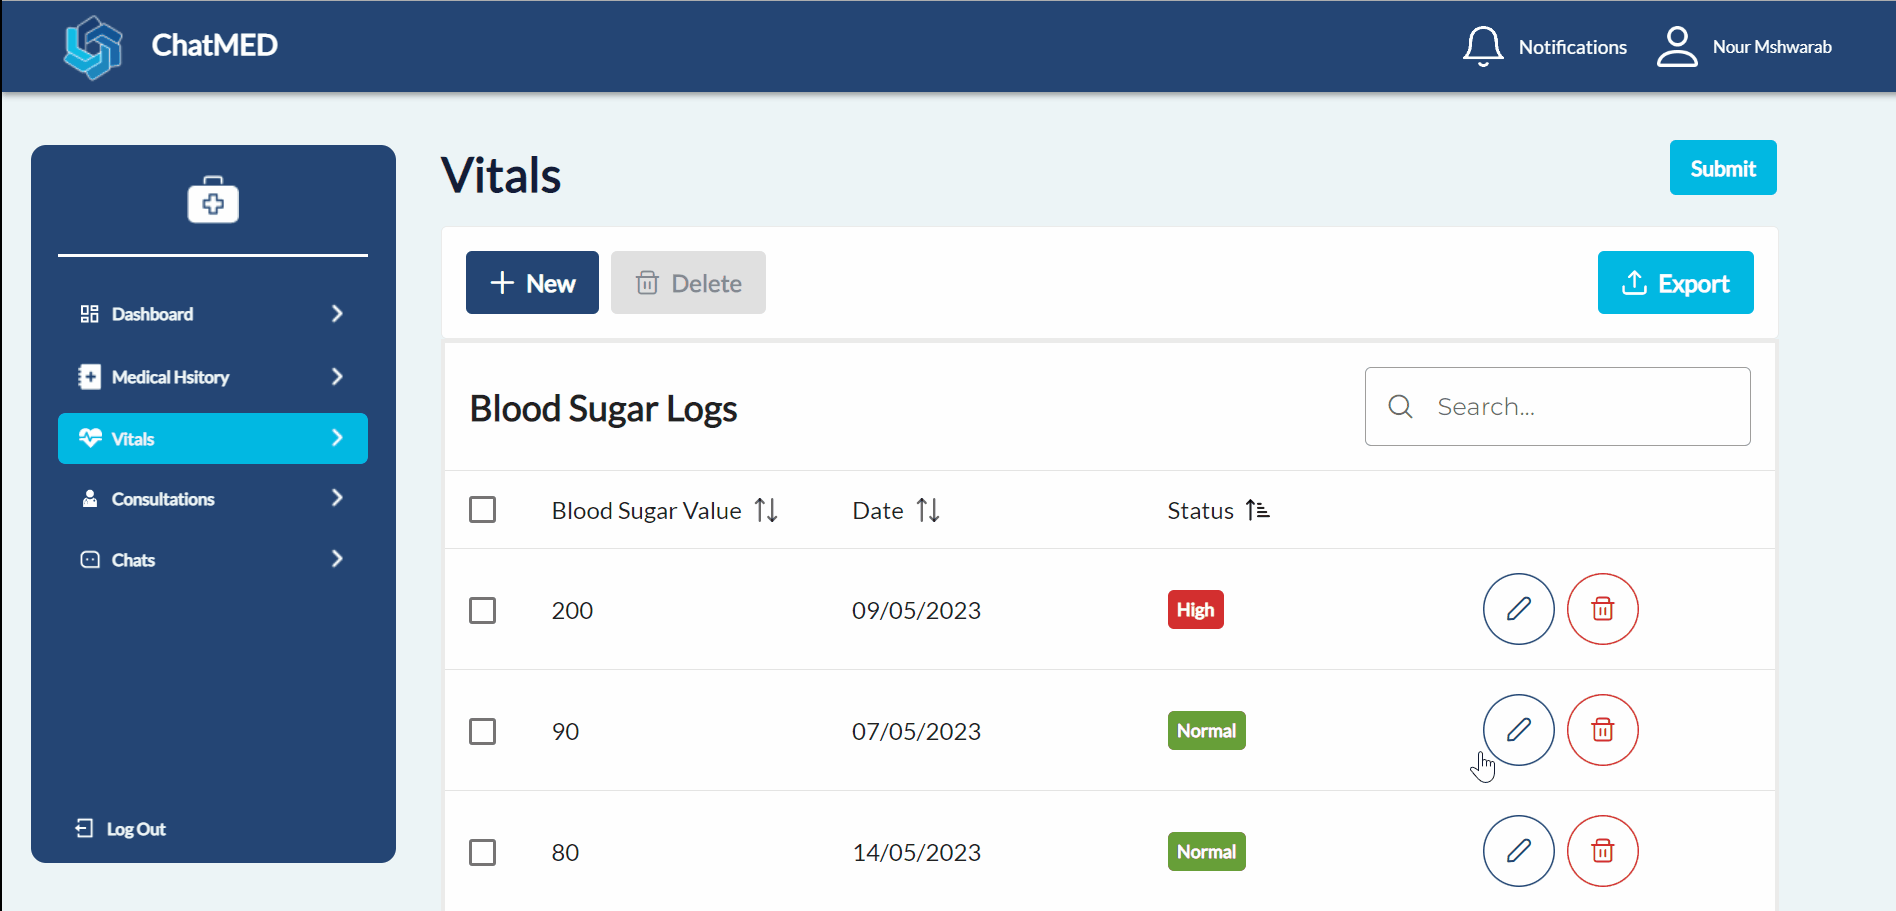 ChatMED
Notifications
Nour Mshwarab
Dashboard
Medical Hsitory
Vitals
Consultations
Chats
Log Out
Vitals
Submit
New
Delete
Export
Blood Sugar Logs
Search...
Blood Sugar Value Date Status
200 09/05/2023 High
90 07/05/2023 Normal
80 14/05/2023 Normal